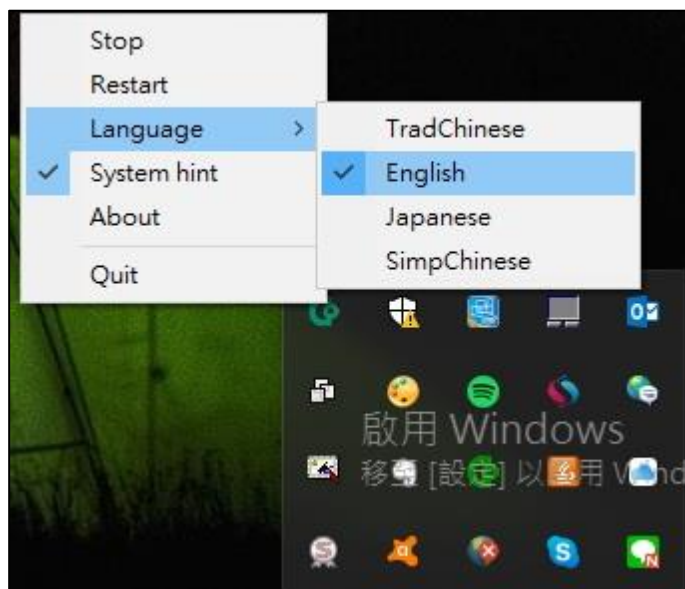 Stop
Restart
Language
System hint
About
Quit
TradChinese
English
Japanese
SimpChinese
啟用 Windows
移至 [設定] 以啟用